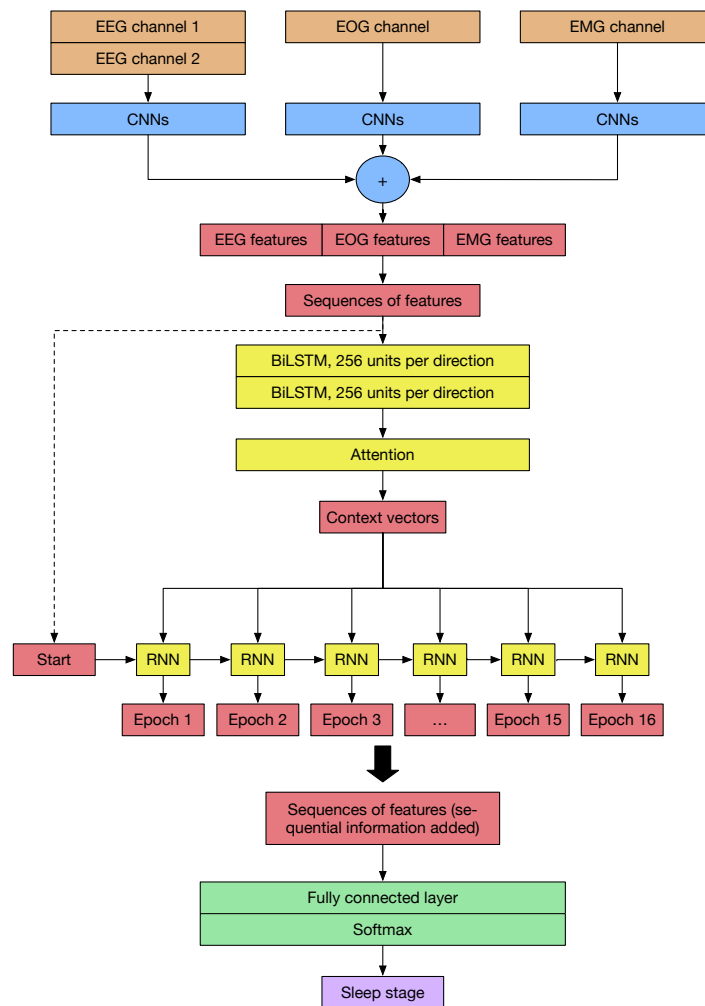 EEG channel 1
EEG channel 2
EOG channel
EMG channel
CNNs
CNNs
CNNs
+
EEG features
EOG features
EMG features
Sequences of features
BiLSTM, 256 units per direction
BiLSTM, 256 units per direction
Attention
Context vectors
Start
RNN
RNN
RNN
RNN
RNN
RNN
Epoch 1
Epoch 2
Epoch 3
...
Epoch 15
Epoch 16
Sequences of features (se-
quential information added)
Fully connected layer
Softmax
Sleep stage